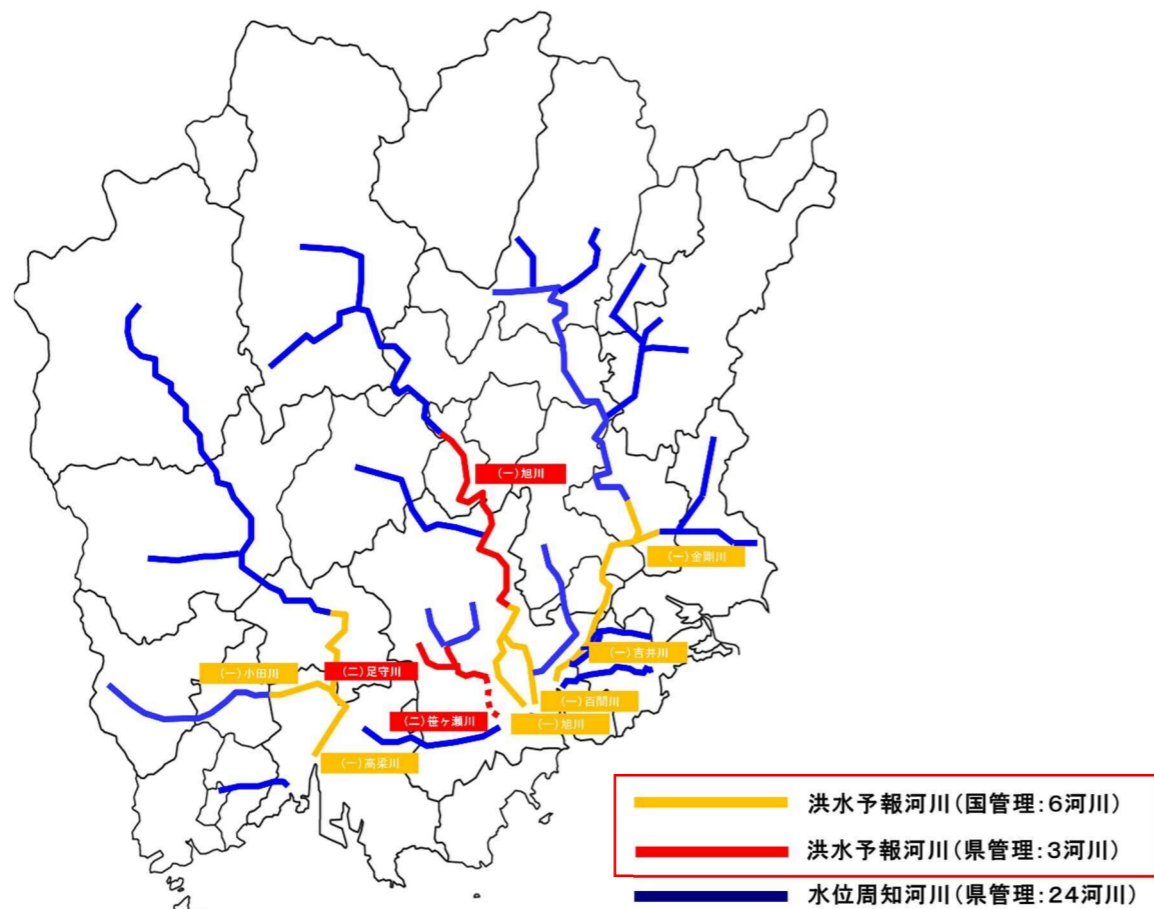 (一)旭川
(一)金剛川
(一)吉井川
(一)小田川
(二)足守川
(一)百間川
(二)笹ヶ瀬川
(一)旭川
(一)高梁川
洪水予報河川(国管理:6河川)
洪水予報河川(県管理:3河川)
水位周知河川(県管理:24河川)